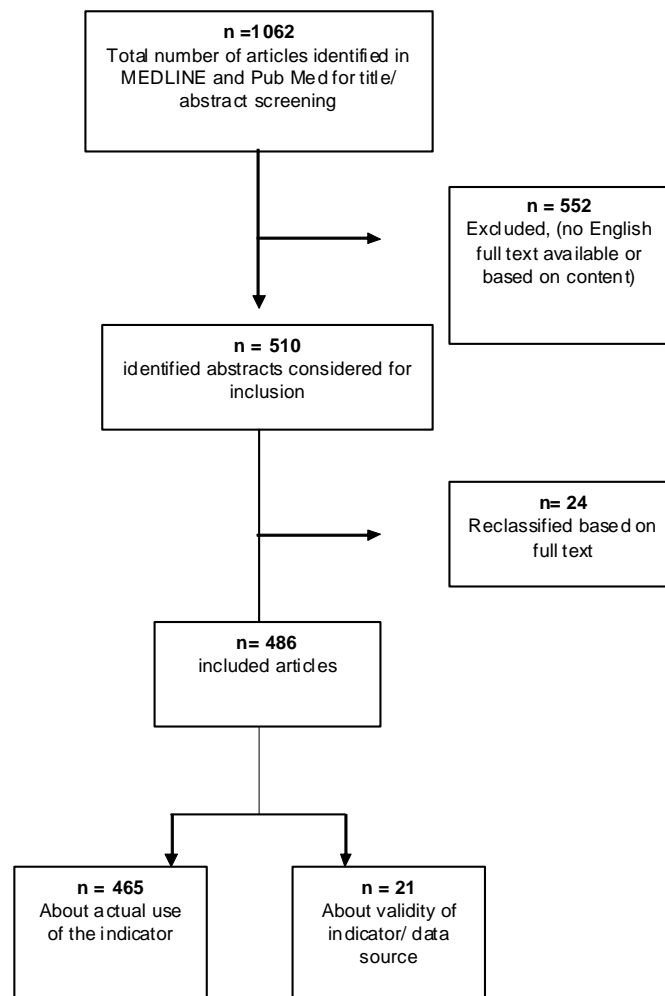 n =1062
Total number of articles identified in
MEDLINE and Pub Med for title/
abstract screening
n = 552
Excluded, (no English
full text available or
based on content)
n = 510
identified abstracts considered for
inclusion
n= 24
Reclassified based on
full text
n= 486
included articles
n = 465
About actual use
of the indicator
n = 21
About validity of
indicator/ data
source